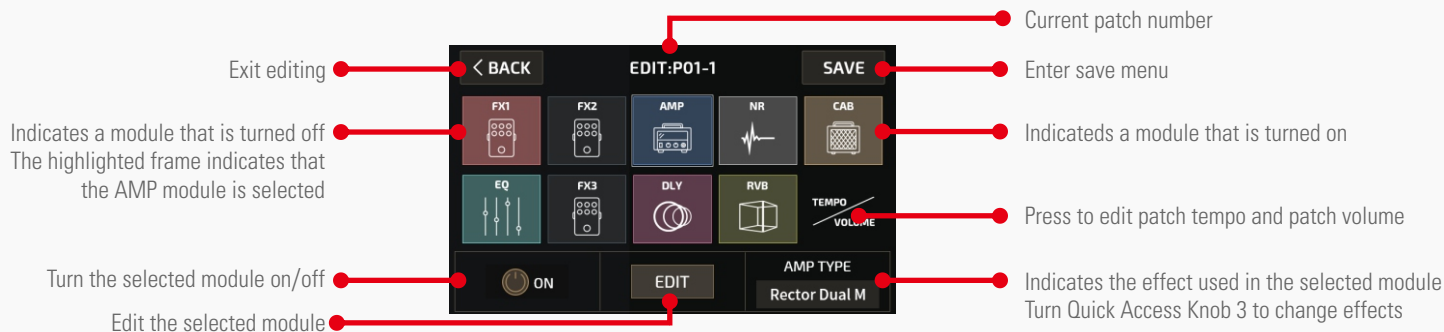 Current patch number
Exit editing
Enter save menu
Indicates a module that is turned off
The highlighted frame indicates that
the AMP module is selected
Indicateds a module that is turned on
Press to edit patch tempo and patch volume
Turn the selected module on/off
Indicates the effect used in the selected module
Turn Quick Access Knob 3 to change effects
Edit the selected module
< BACK
EDIT:P01-1
SAVE
FX1
FX2
AMP
NR
CAB
EQ
FX3
DLY
RVB
TEMPO
VOLUME
ON
EDIT
AMP TYPE
Rector Dual M